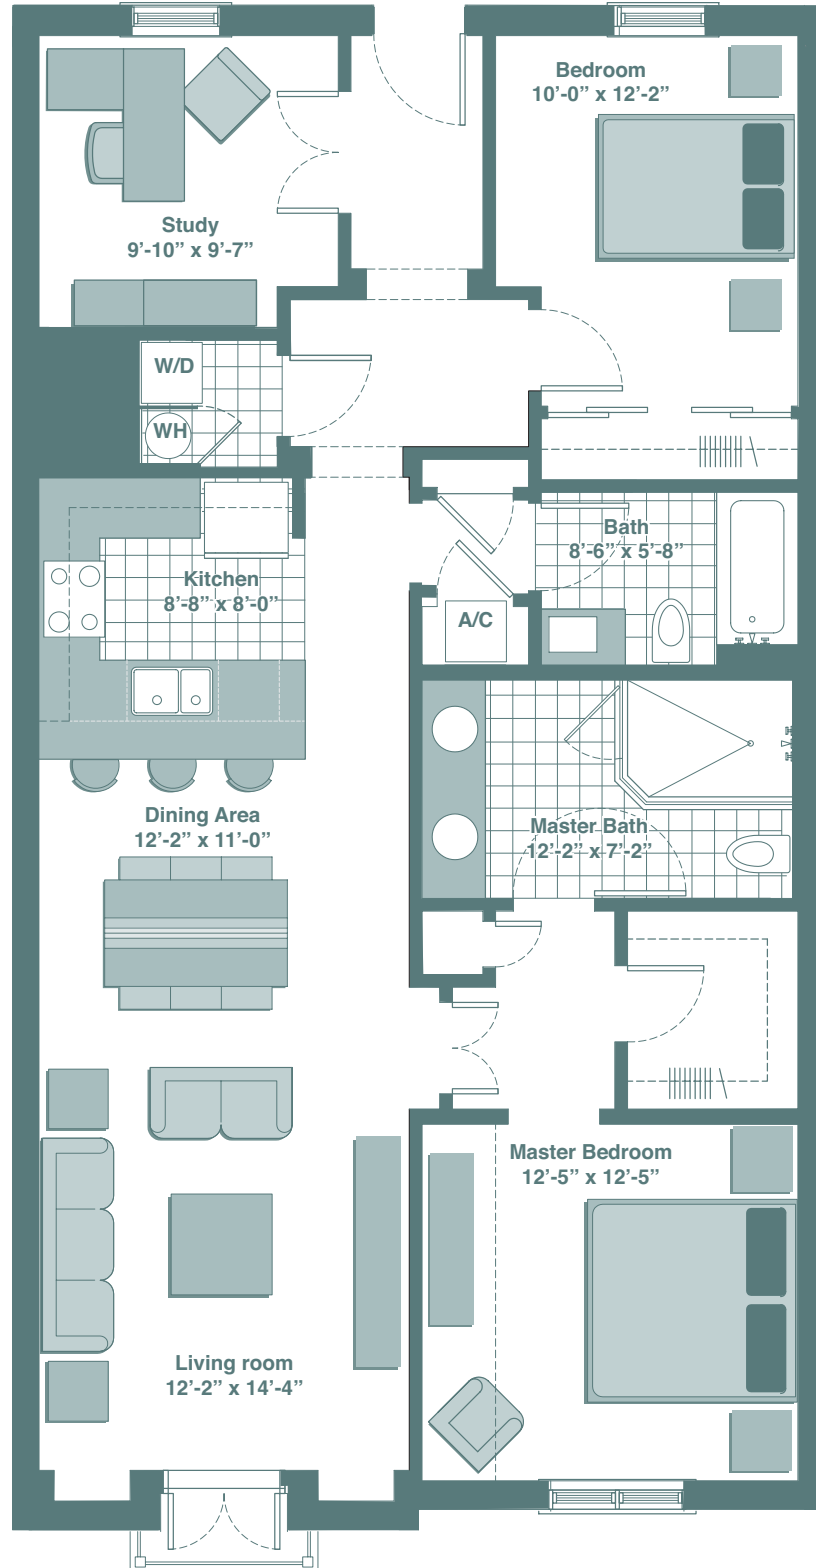 Bedroom
10’-0” x 12’-2”
Study
9’-10” x 9’-7”
W/D
WH
Bath
8’-6” x 5’-8”
Kitchen
8’-8” x 8’-0”
A/C
Dining Area
12’-2” x 11’-0”
Master Bath
12’-2” x 7’-2”
Master Bedroom
12’-5” x 12’-5”
Living room
12’-2” x 14’-4”